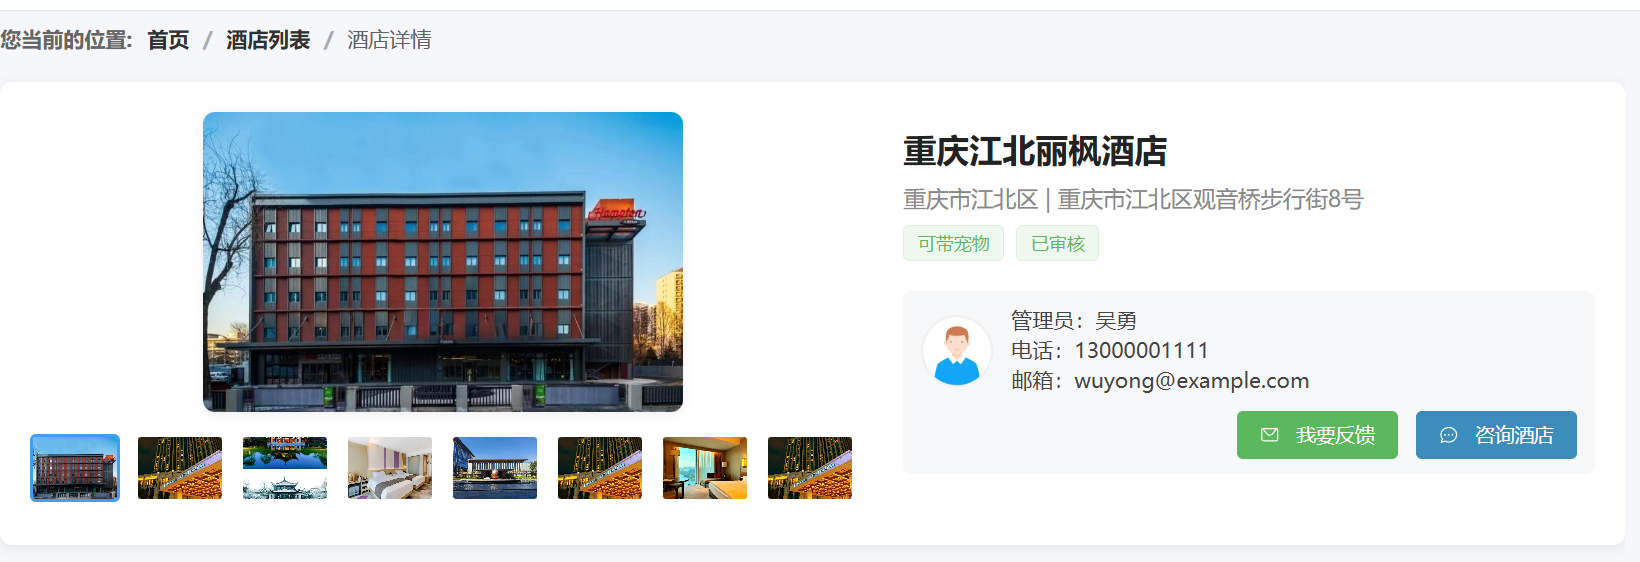 您当前的位置: 首页 / 酒店列表 / 酒店详情
Hampton
重庆江北丽枫酒店
重庆市江北区 | 重庆市江北区观音桥步行街8号
可带宠物 已审核
管理员：吴勇
电话：13000001111
邮箱：wuyong@example.com
我要反馈 咨询酒店